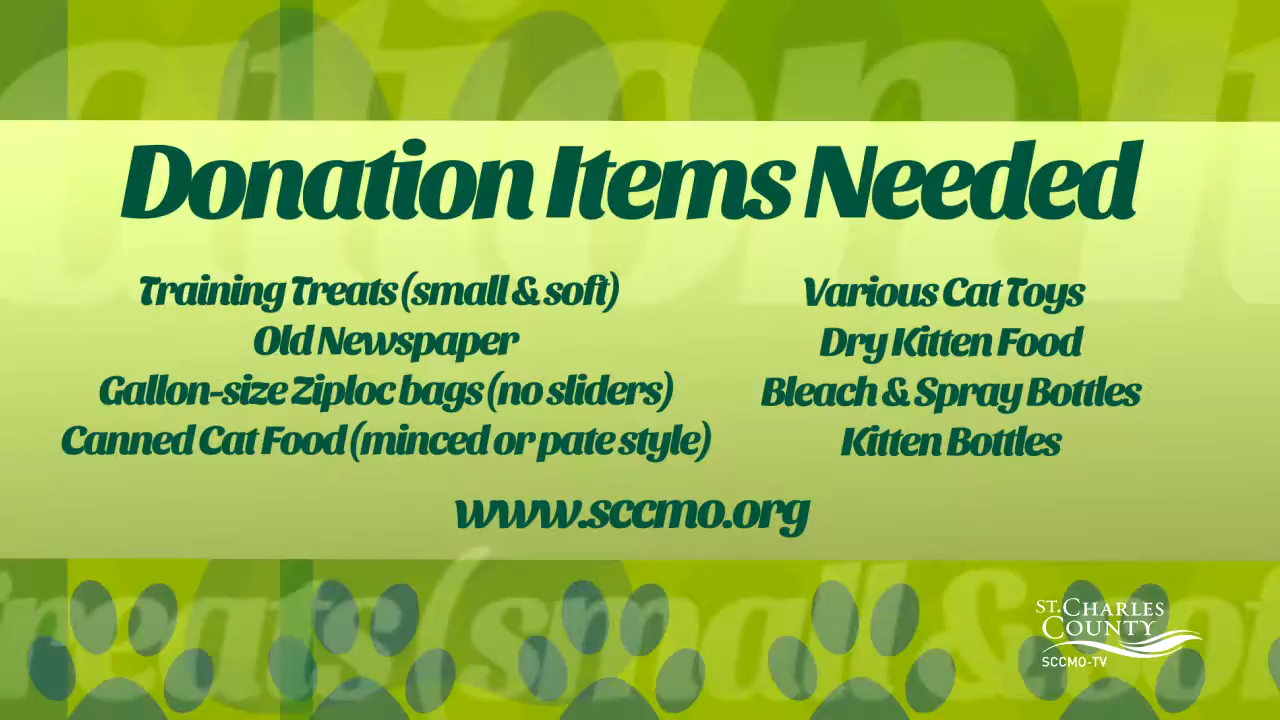 Donation Items Needed
Training Treats (small & soft)
Old Newspaper
Gallon-size Ziploc bags (no sliders)
Canned Cat Food (minced or pate style)
Various Cat Toys
Dry Kitten Food
Bleach & Spray Bottles
Kitten Bottles
www.sccmo.org
ST. CHARLES
COUNTY
SCCMO-TV